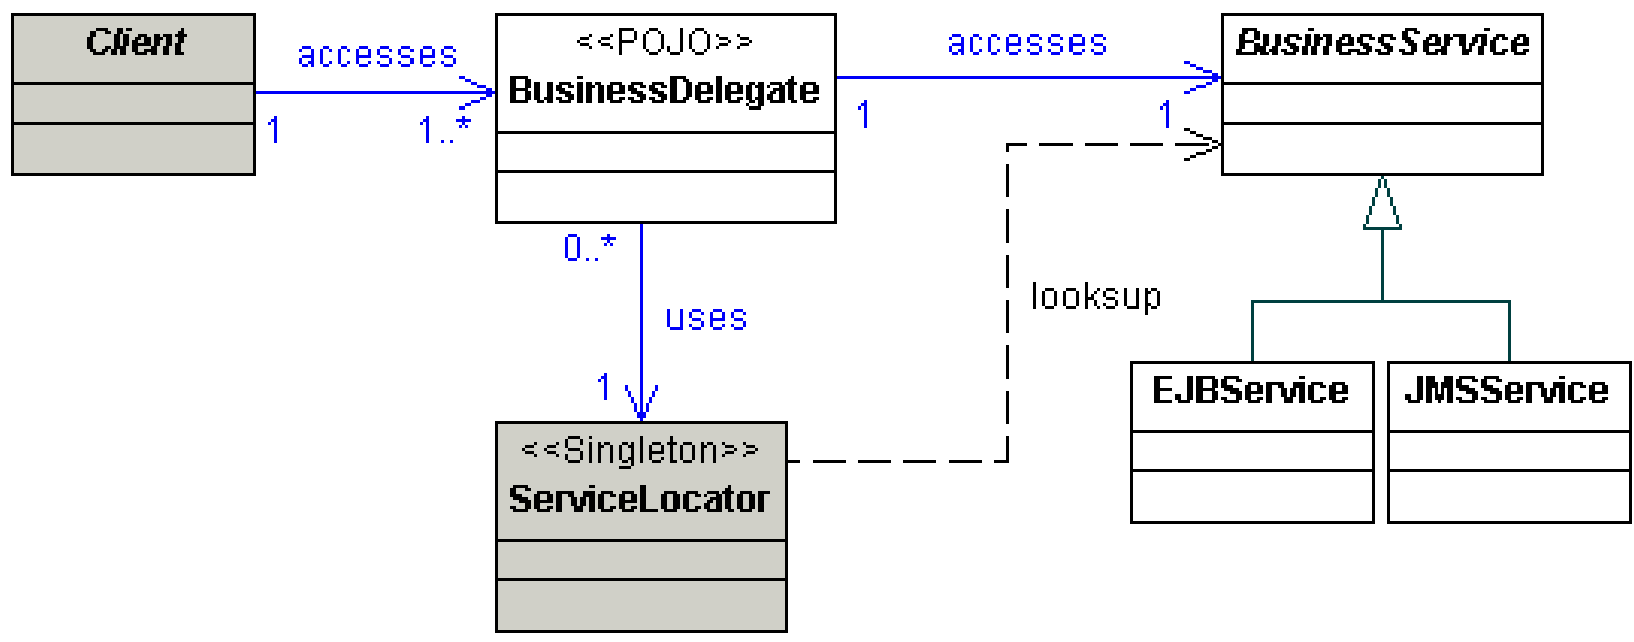 Client
accesses
1
1..*
<<POJO>>
BusinessDelegate
accesses
1
1
BusinessService
0..*
uses
1
looksup
<<Singleton>>
ServiceLocator
EJBService
JMSService